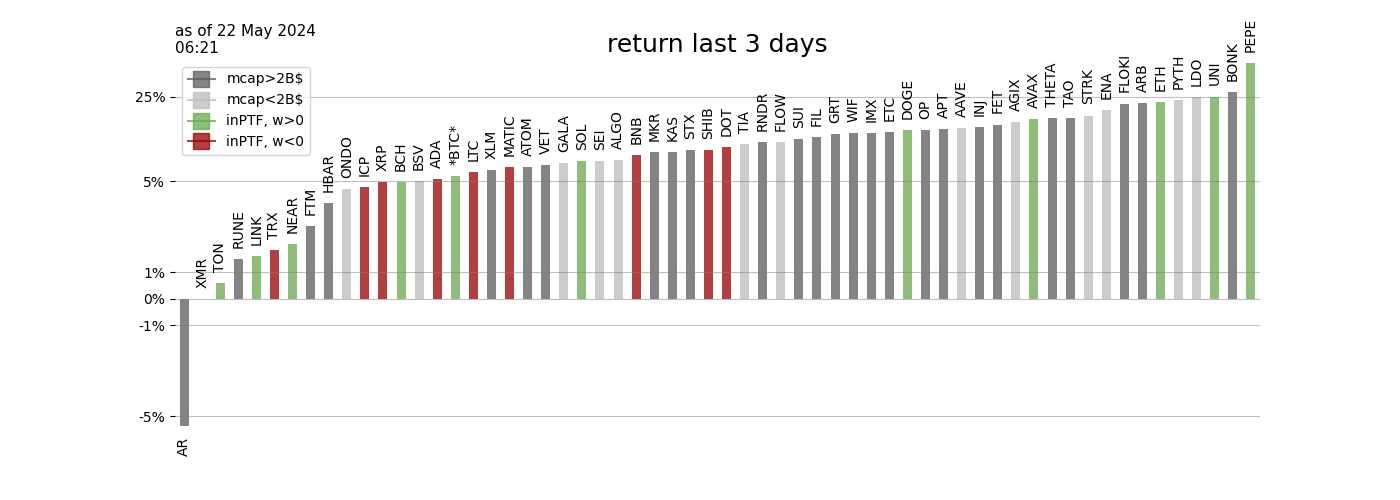 as of 22 May 2024
06:21
return last 3 days
mcap>2B$
mcap<2B$
inPTF, w>0
inPTF, w<0
25%
5%
1%
0%
-1%
-5%
AR
XMR
TON
RUNE
LINK
TRX
NEAR
FTM
HBAR
ONDO
ICP
XRP
BCH
BSV
ADA
*BTC*
LTC
XLM
MATIC
ATOM
VET
GALA
SOL
SEI
ALGO
BNB
MKR
KAS
STX
SHIB
DOT
TIA
RNDR
FLOW
SUI
FIL
GRT
WIF
IMX
ETC
DOGE
OP
APT
AAVE
INJ
FET
AGIX
AVAX
THETA
TAO
STRK
ENA
FLOKI
ARB
ETH
PYTH
LDO
UNI
BONK
PEPE